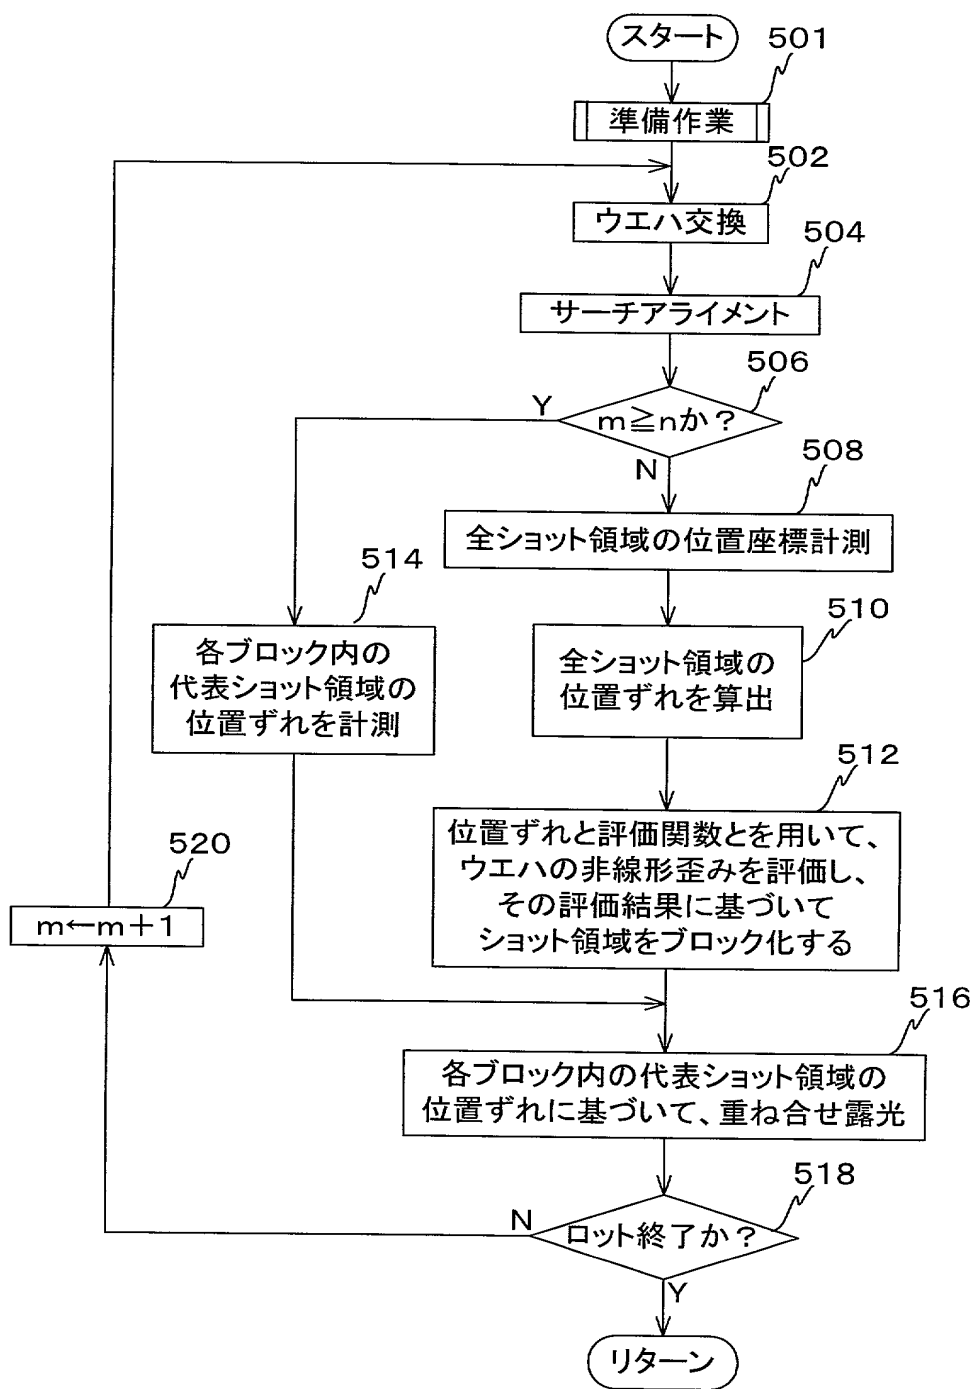 スタート
501
準備作業
502
ウエハ交換
504
サーチアライメント
506
m≧nか？
Y
N
508
全ショット領域の位置座標計測
514
各ブロック内の
代表ショット領域の
位置ずれを計測
510
全ショット領域の
位置ずれを算出
512
位置ずれと評価関数とを用いて、
ウエハの非線形歪みを評価し、
その評価結果に基づいて
ショット領域をブロック化する
520
m←m+1
516
各ブロック内の代表ショット領域の
位置ずれに基づいて、重ね合せ露光
518
ロット終了か？
N
Y
リターン